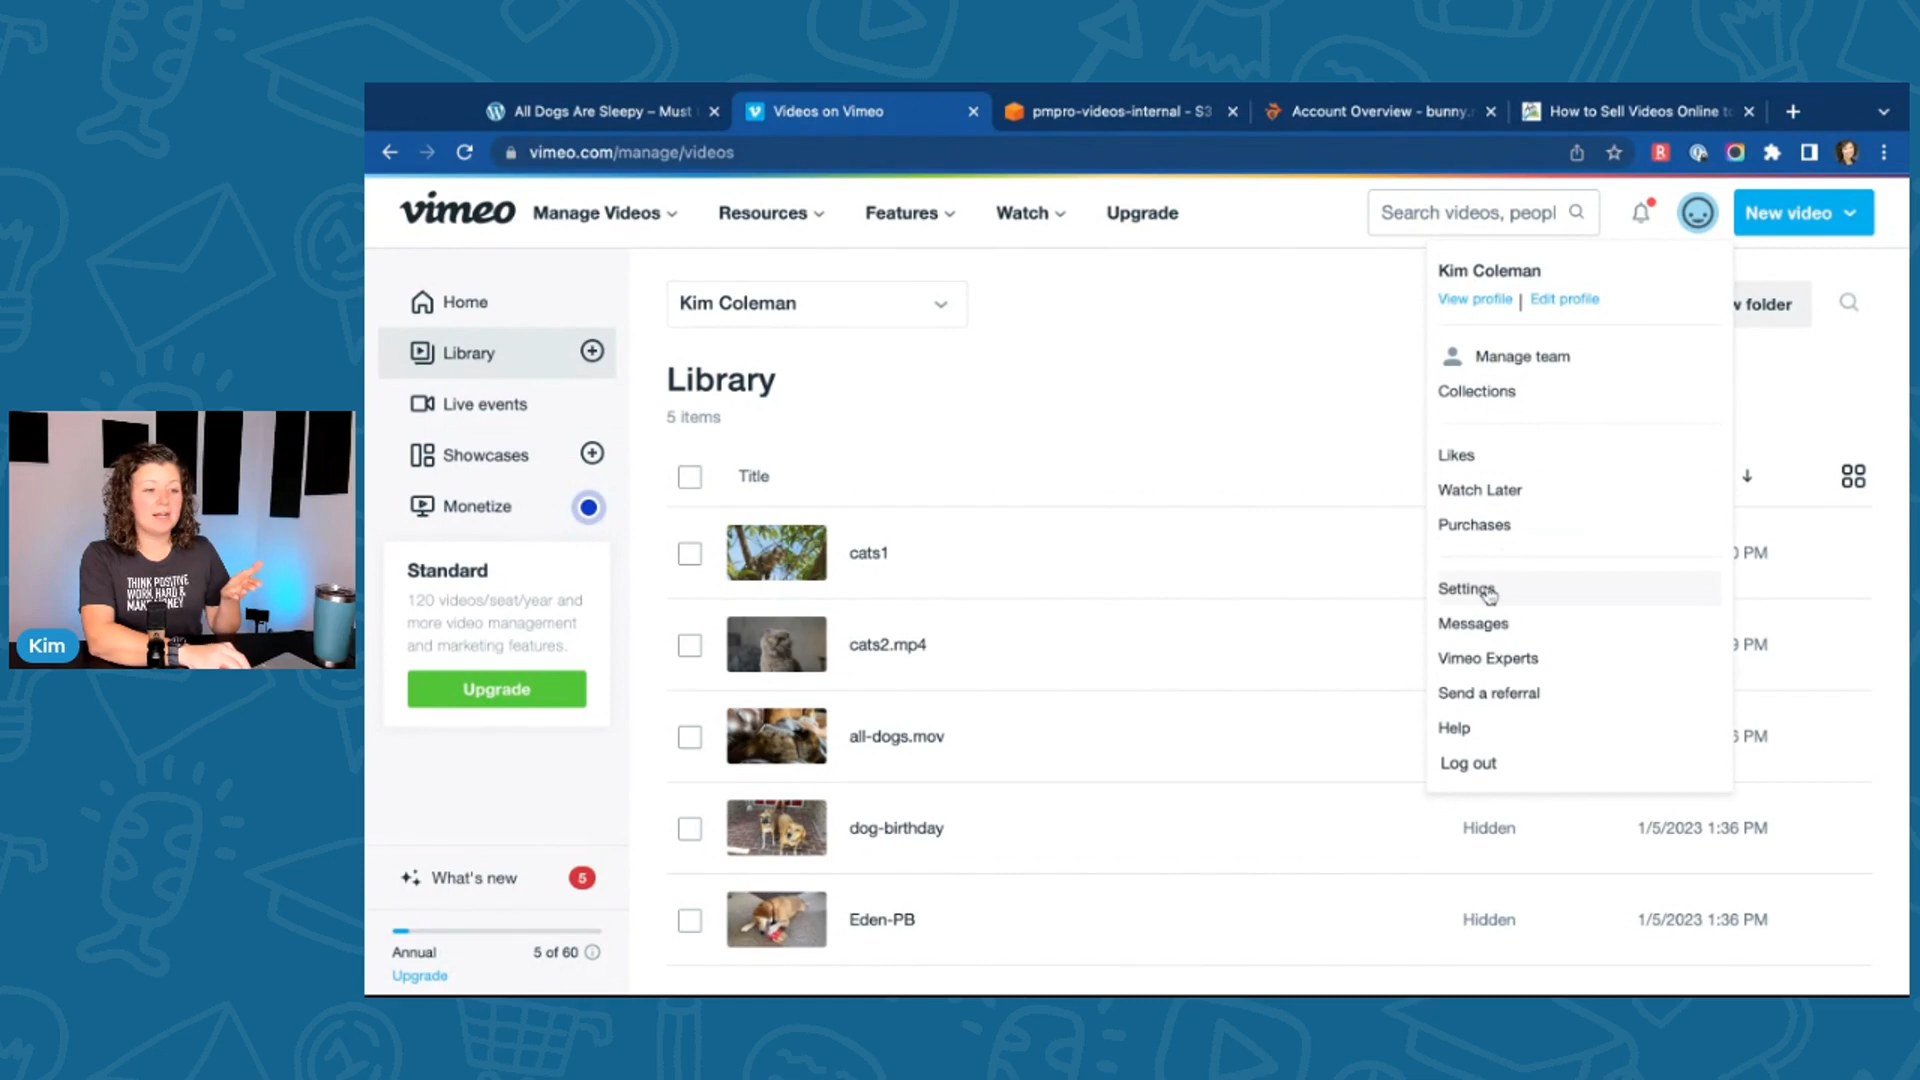 All Dogs Are Sleepy – Must
Videos on Vimeo
pmpro-videos-internal - S3
Account Overview - bunny.
How to Sell Videos Online to
vimeo.com/manage/videos
vimeo
Manage Videos
Resources
Features
Watch
Upgrade
Search videos, peopl
New video
Kim Coleman
View profile | Edit profile
Manage team
Collections
Likes
Watch Later
Purchases
Settings
Messages
Vimeo Experts
Send a referral
Help
Log out
Home
Library
Live events
Showcases
Monetize
Standard
120 videos/seat/year and
more video management
and marketing features.
Upgrade
What's new
5
Annual
5 of 60
Upgrade
Kim Coleman
w folder
Library
5 items
Title
cats1
0 PM
cats2.mp4
9 PM
all-dogs.mov
6 PM
dog-birthday
Hidden
1/5/2023 1:36 PM
Eden-PB
Hidden
1/5/2023 1:36 PM
THINK POSITIVE
WORK HARD &
MAKE MONEY
Kim